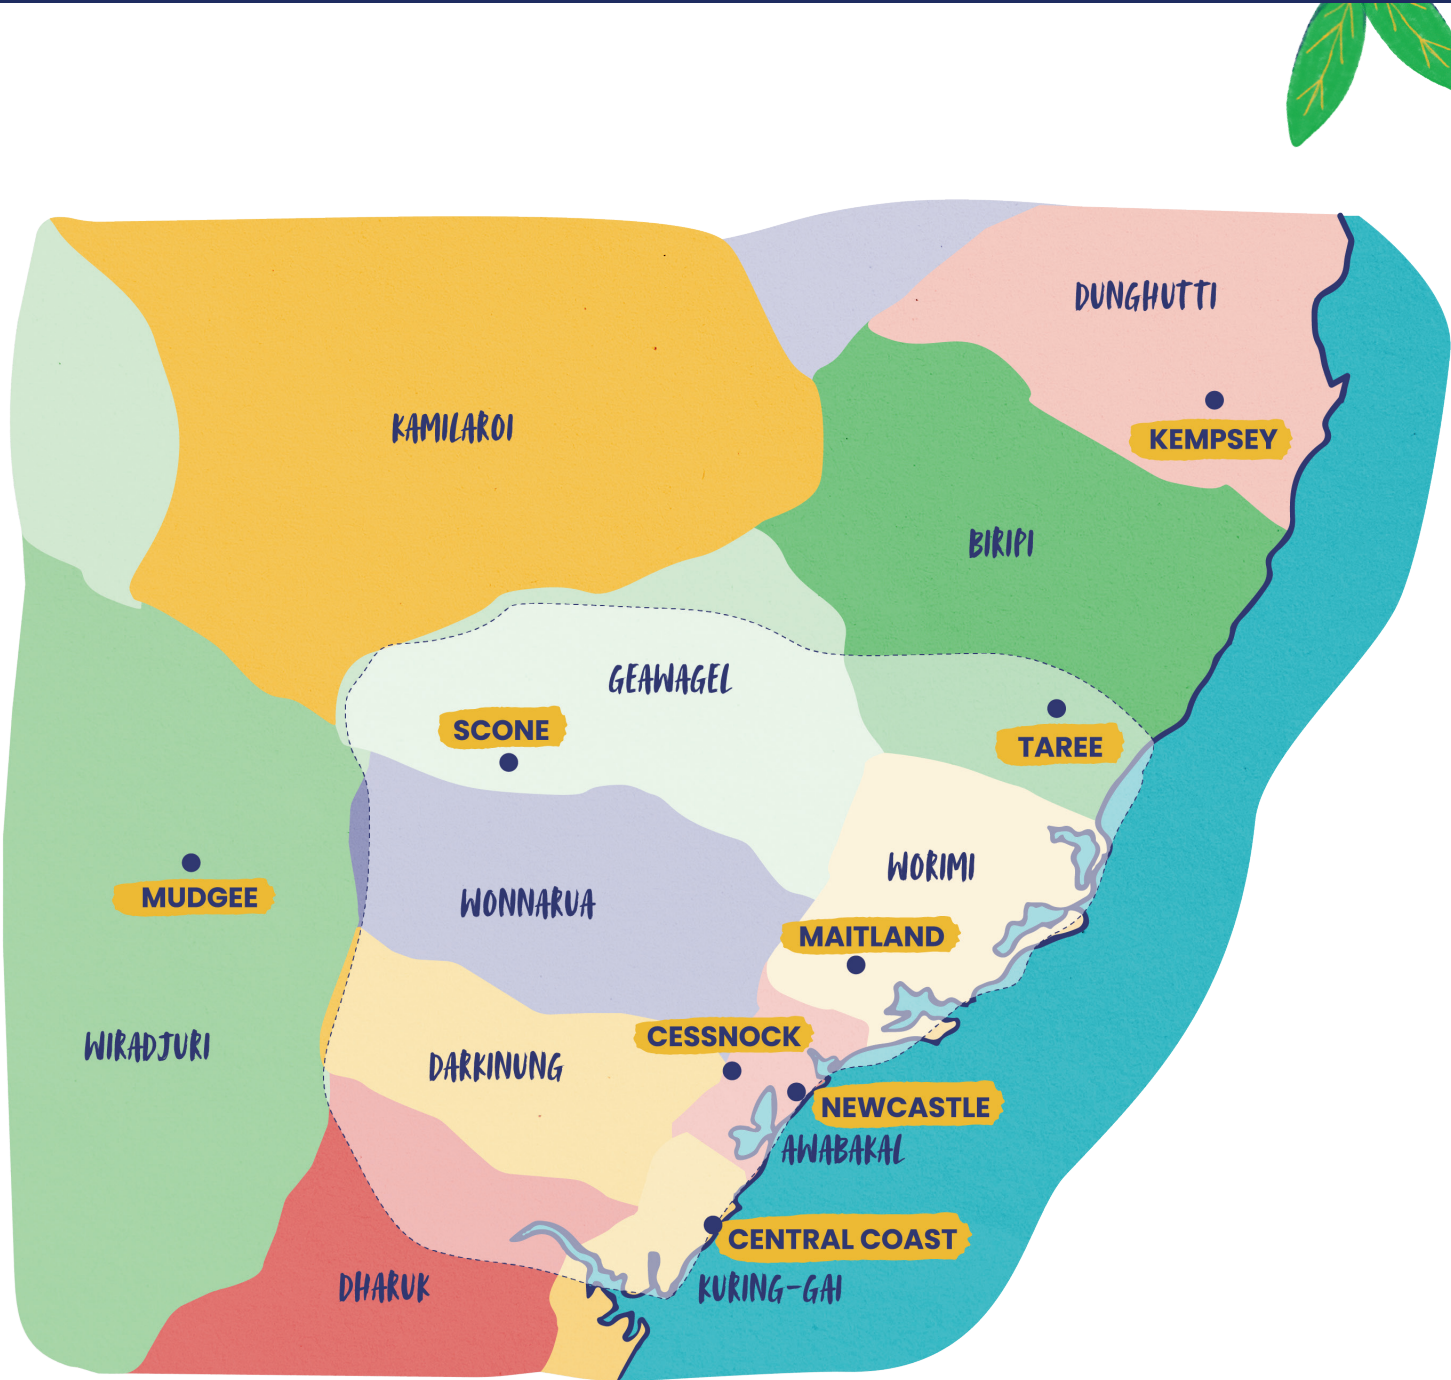 DUNGHUTTI
KAMILAROI
KEMPSEY
BIRIPI
GEAWAGEL
SCONE
TAREE
WORIMI
MUDGEE
WONNARUA
MAITLAND
CESSNOCK
WIRADJURI
DARKINUNG
NEWCASTLE
AWABAKAL
CENTRAL COAST
DHARUK
KURING-GAI